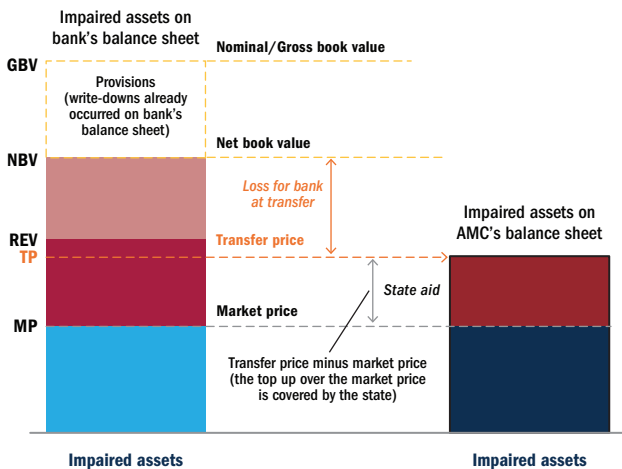 Impaired assets on
bank's balance sheet
Nominal/Gross book value
GBV
Provisions
(write-downs already
occurred on bank's
balance sheet)
Net book value
NBV
Loss for bank
at transfer
Impaired assets on
AMC's balance sheet
REV
Transfer price
TP
State aid
Market price
MP
Transfer price minus market price
(the top up over the market price
is covered by the state)
Impaired assets
Impaired assets